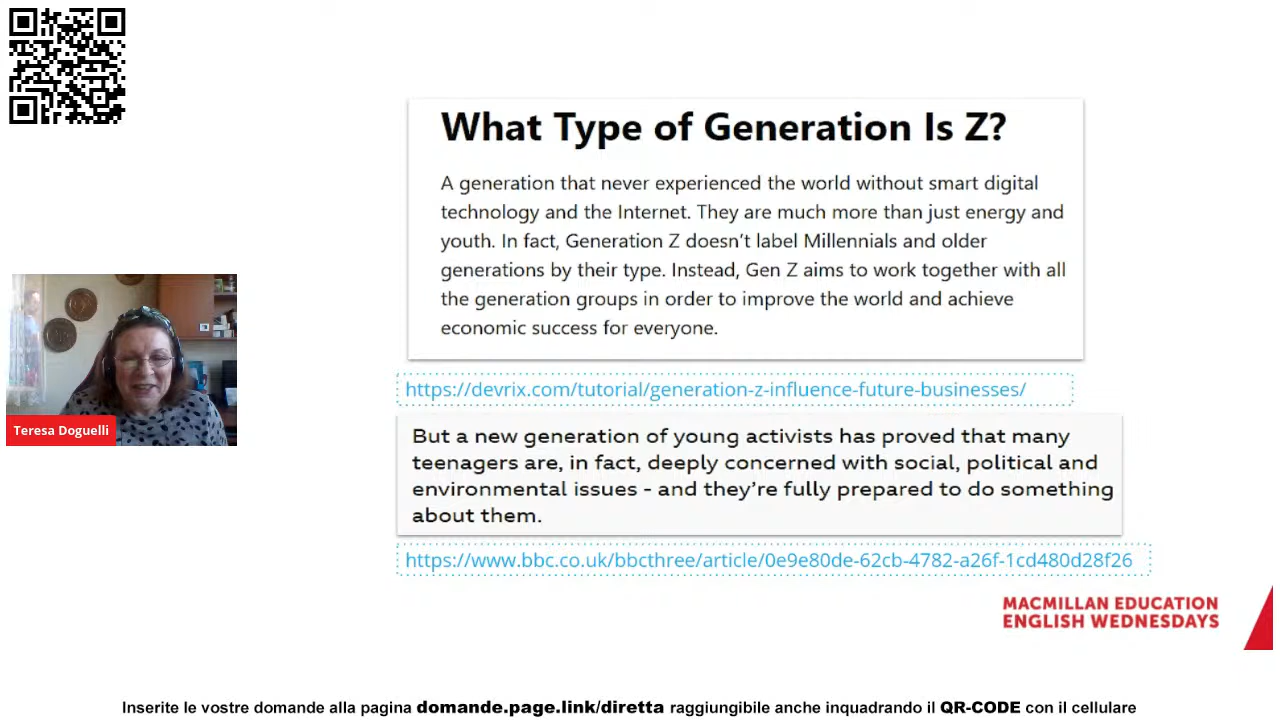 What Type of Generation Is Z?
A generation that never experienced the world without smart digital
technology and the Internet. They are much more than just energy and
youth. In fact, Generation Z doesn't label Millennials and older
generations by their type. Instead, Gen Z aims to work together with all
the generation groups in order to improve the world and achieve
economic success for everyone.
https://devrix.com/tutorial/generation-z-influence-future-businesses/
But a new generation of young activists has proved that many
teenagers are, in fact, deeply concerned with social, political and
environmental issues - and they're fully prepared to do something
about them.
https://www.bbc.co.uk/bbcthree/article/0e9e80de-62cb-4782-a26f-1cd480d28f26
Teresa Doguelli
MACMILLAN EDUCATION
ENGLISH WEDNESDAYS
Inserite le vostre domande alla pagina domande.page.link/diretta raggiungibile anche inquadrando il QR-CODE con il cellulare